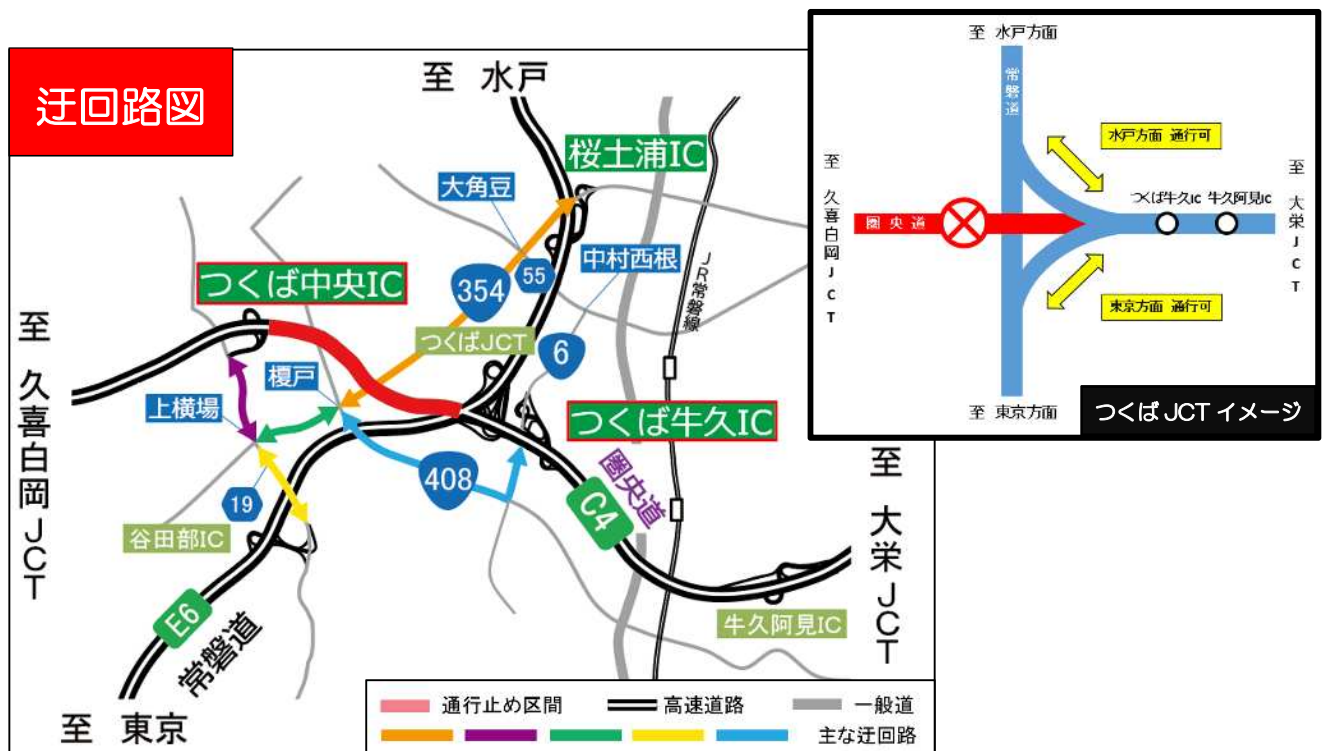 迂回路図
至 水戸
桜土浦IC
大角豆
中村西根
55
354
つくば中央IC
つくばJCT
JR常磐線
6
榎戸
上横場
つくば牛久IC
408
圏央道
C4
19
谷田部IC
E6
常磐道
牛久阿見IC
至 久喜白岡JCT
至 大栄JCT
至 東京
通行止め区間
高速道路
一般道
主な迂回路
至 水戸方面
常磐道
水戸方面 通行可
至 久喜白岡JCT
圏央道
つくば牛久IC 牛久阿見IC
至 大栄JCT
東京方面 通行可
至 東京方面
つくば JCT イメージ